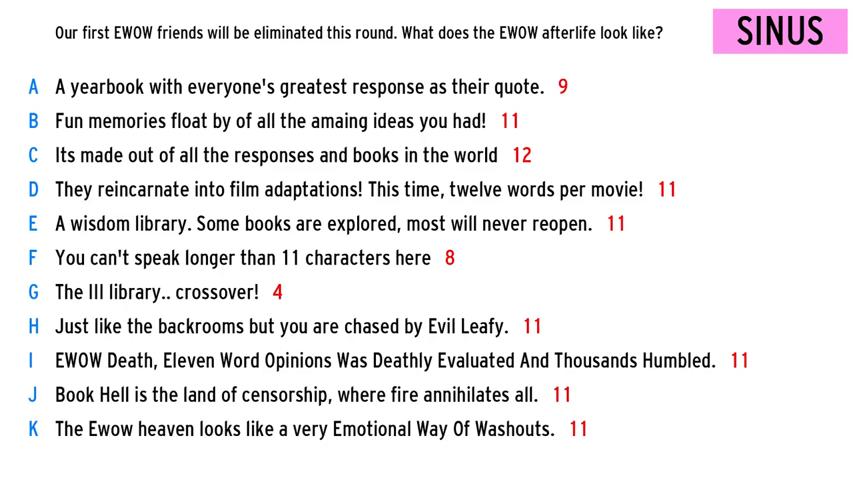 Our first EWOW friends will be eliminated this round. What does the EWOW afterlife look like?
SINUS
A A yearbook with everyone's greatest response as their quote. 9
B Fun memories float by of all the amaing ideas you had! 11
C Its made out of all the responses and books in the world 12
D They reincarnate into film adaptations! This time, twelve words per movie! 11
E A wisdom library. Some books are explored, most will never reopen. 11
F You can't speak longer than 11 characters here 8
G The III library.. crossover! 4
H Just like the backrooms but you are chased by Evil Leafy. 11
I EWOW Death, Eleven Word Opinions Was Deathly Evaluated And Thousands Humbled. 11
J Book Hell is the land of censorship, where fire annihilates all. 11
K The Ewow heaven looks like a very Emotional Way Of Washouts. 11